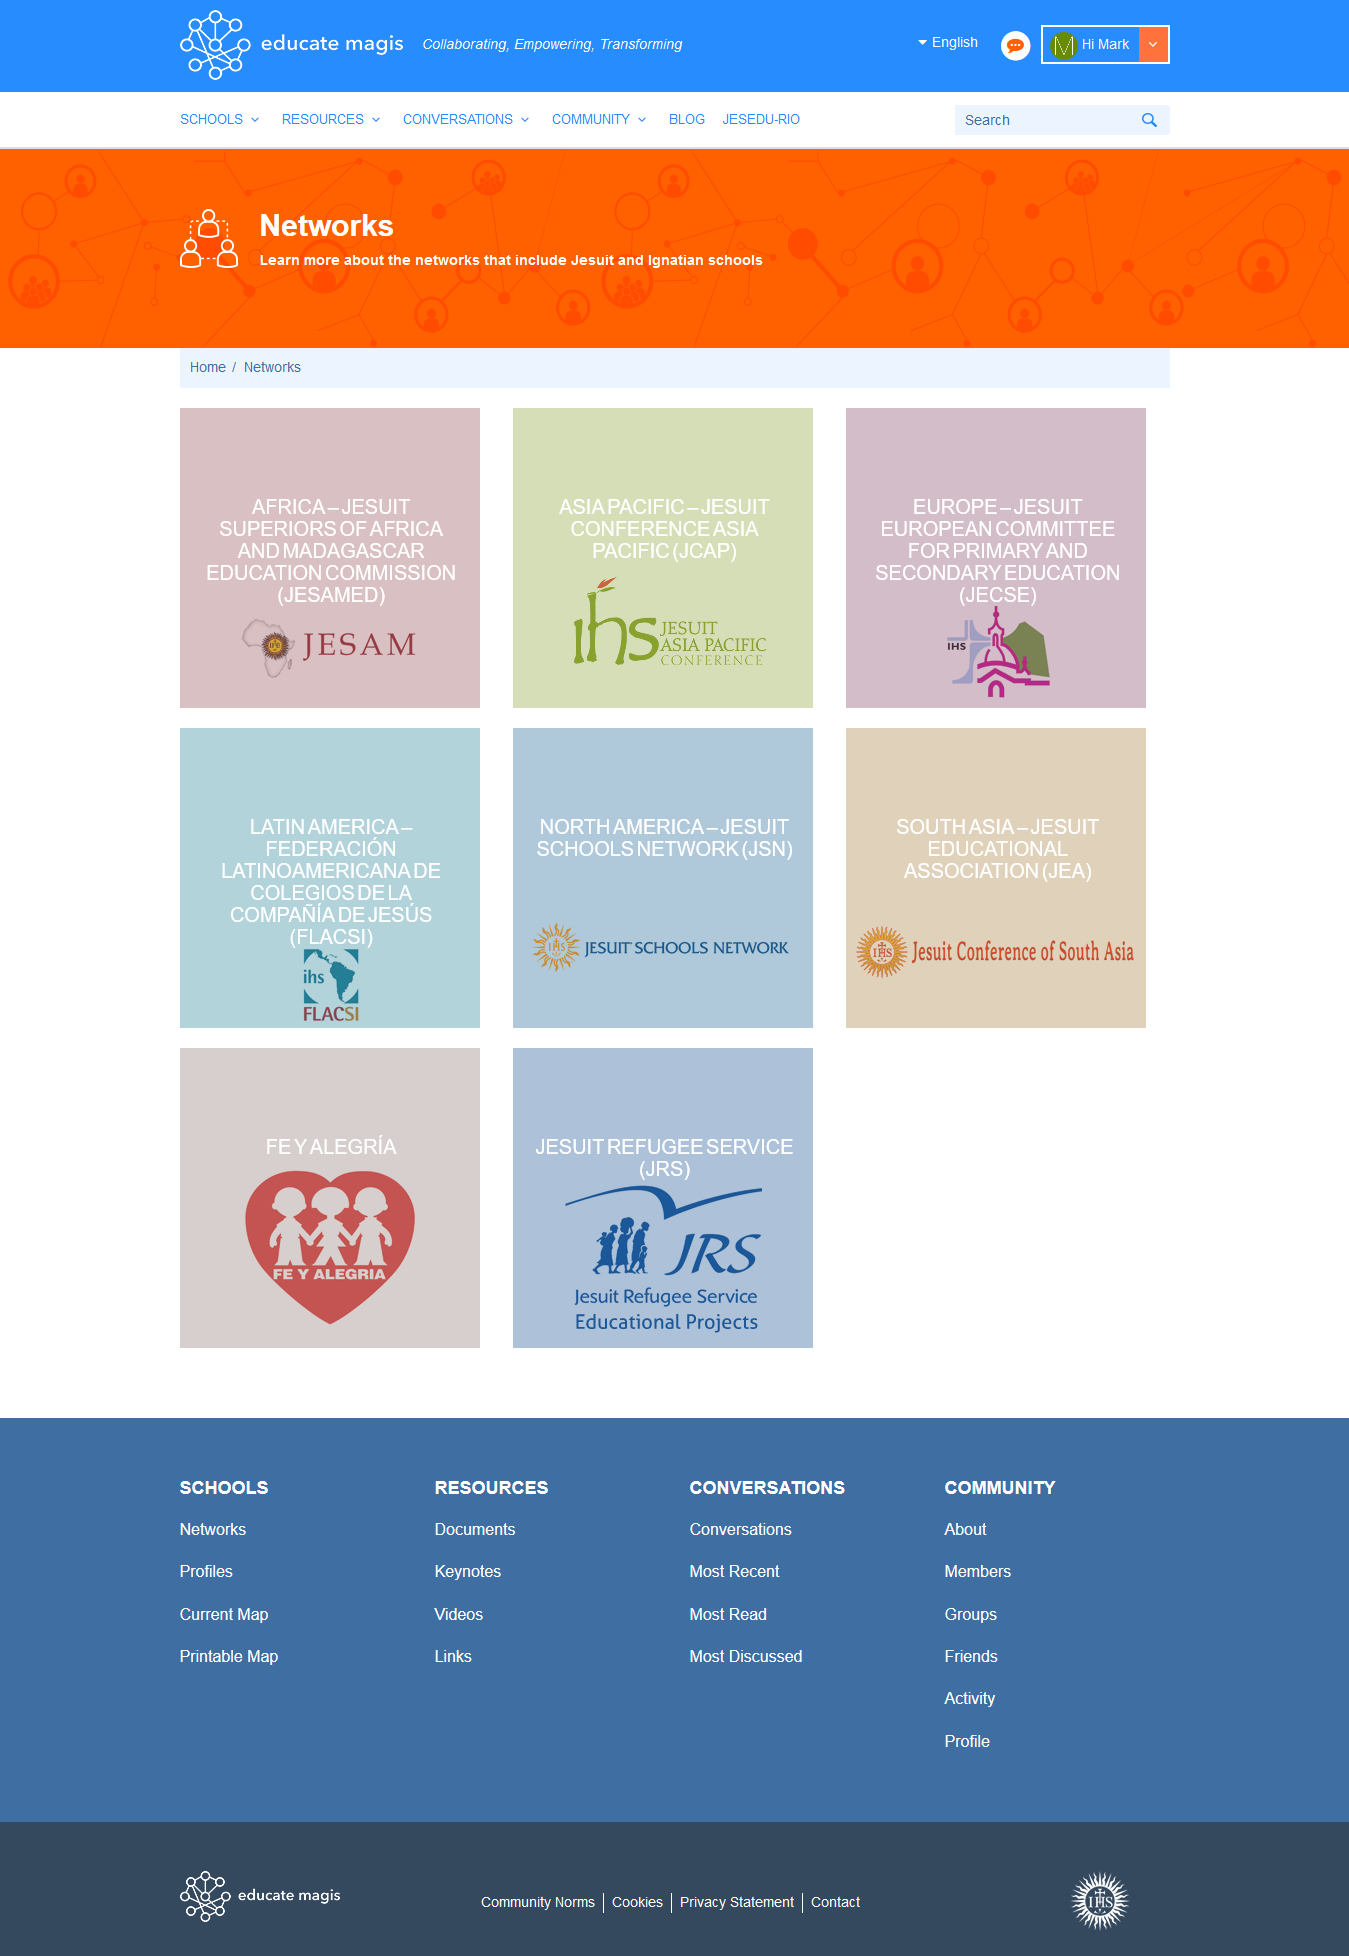 educate magis
Collaborating, Empowering, Transforming
English
Hi Mark
SCHOOLS
RESOURCES
CONVERSATIONS
COMMUNITY
BLOG
JESEDU-RIO
Search
Networks
Learn more about the networks that include Jesuit and Ignatian schools
Home / Networks
AFRICA – JESUIT
SUPERIORS OF AFRICA
AND MADAGASCAR
EDUCATION COMMISSION
(JESAMED)
JESAM
ASIA PACIFIC – JESUIT
CONFERENCE ASIA
PACIFIC (JCAP)
ihs
JESUIT
ASIA PACIFIC
CONFERENCE
EUROPE – JESUIT
EUROPEAN COMMITTEE
FOR PRIMARY AND
SECONDARY EDUCATION
(JECSE)
IHS
LATIN AMERICA –
FEDERACIÓN
LATINOAMERICANA DE
COLEGIOS DE LA
COMPAÑÍA DE JESÚS
(FLACSI)
ihs
FLACSI
NORTH AMERICA – JESUIT
SCHOOLS NETWORK (JSN)
IHS
JESUIT SCHOOLS NETWORK
SOUTH ASIA – JESUIT
EDUCATIONAL
ASSOCIATION (JEA)
IHS
Jesuit Conference of South Asia
FE Y ALEGRÍA
FE Y ALEGRIA
JESUIT REFUGEE SERVICE
(JRS)
JRS
Jesuit Refugee Service
Educational Projects
SCHOOLS
Networks
Profiles
Current Map
Printable Map
RESOURCES
Documents
Keynotes
Videos
Links
CONVERSATIONS
Conversations
Most Recent
Most Read
Most Discussed
COMMUNITY
About
Members
Groups
Friends
Activity
Profile
educate magis
Community Norms
Cookies
Privacy Statement
Contact
IHS